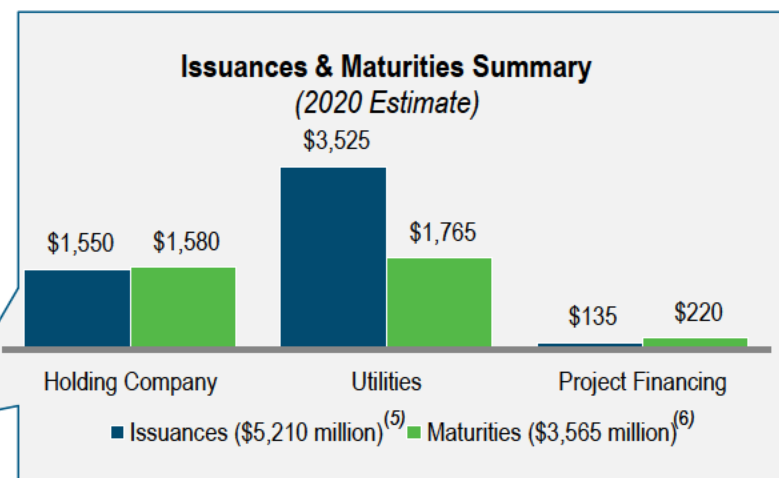 Issuances & Maturities Summary
(2020 Estimate)
$3,525
$1,550 $1,580
$1,765
$135 $220
Holding Company Utilities Project Financing
Issuances ($5,210 million)(5) Maturities ($3,565 million)(6)